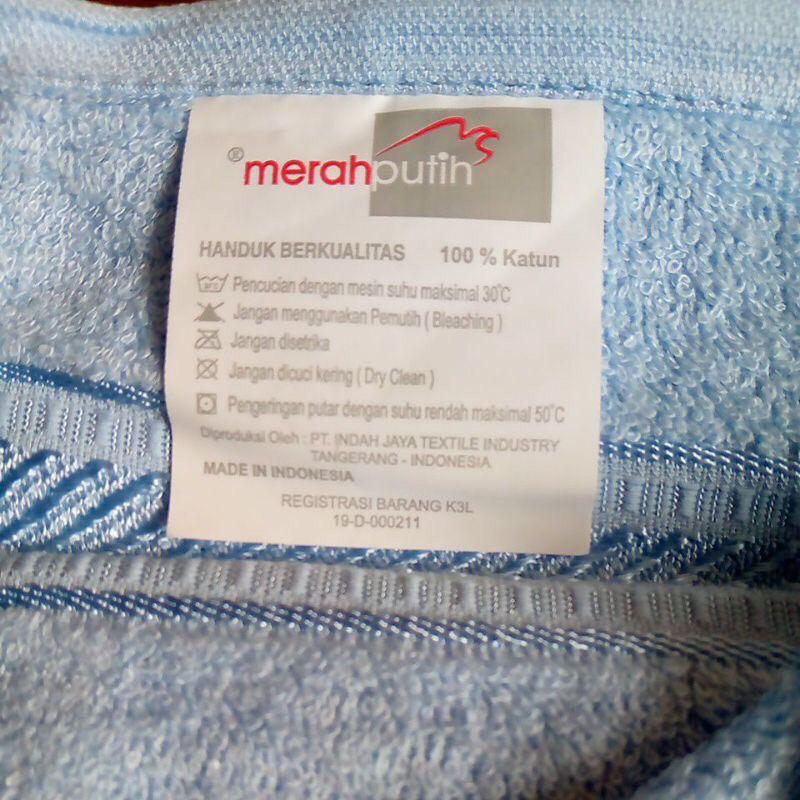 ® merahputih
HANDUK BERKUALITAS 100 % Katun
Pencucian dengan mesin suhu maksimal 30°C
Jangan menggunakan Pemutih ( Bleaching )
Jangan disetrika
Jangan dicuci kering ( Dry Clean )
Pengeringan putar dengan suhu rendah maksimal 50°C
Diproduksi Oleh : PT. INDAH JAYA TEXTILE INDUSTRY
TANGERANG - INDONESIA
MADE IN INDONESIA
REGISTRASI BARANG K3L
19-D-000211